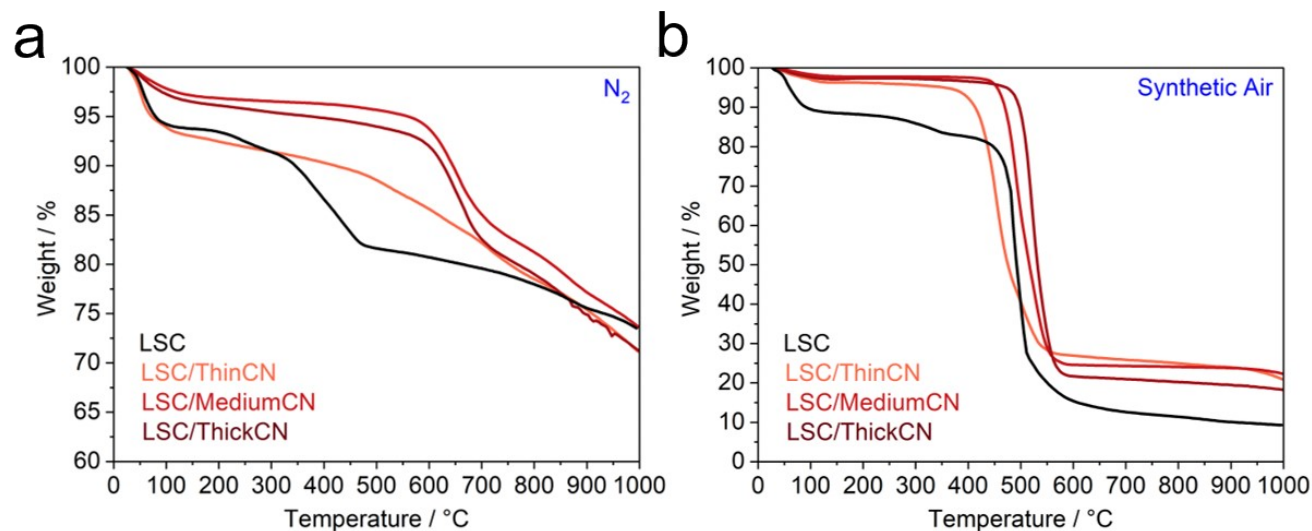 a
100
95
90
85
80
75
70
65
60
Weight / %
N₂
LSC
LSC/ThinCN
LSC/MediumCN
LSC/ThickCN
0 100 200 300 400 500 600 700 800 900 1000
Temperature / °C
b
100
90
80
70
60
50
40
30
20
10
0
Weight / %
Synthetic Air
LSC
LSC/ThinCN
LSC/MediumCN
LSC/ThickCN
0 100 200 300 400 500 600 700 800 900 1000
Temperature / °C